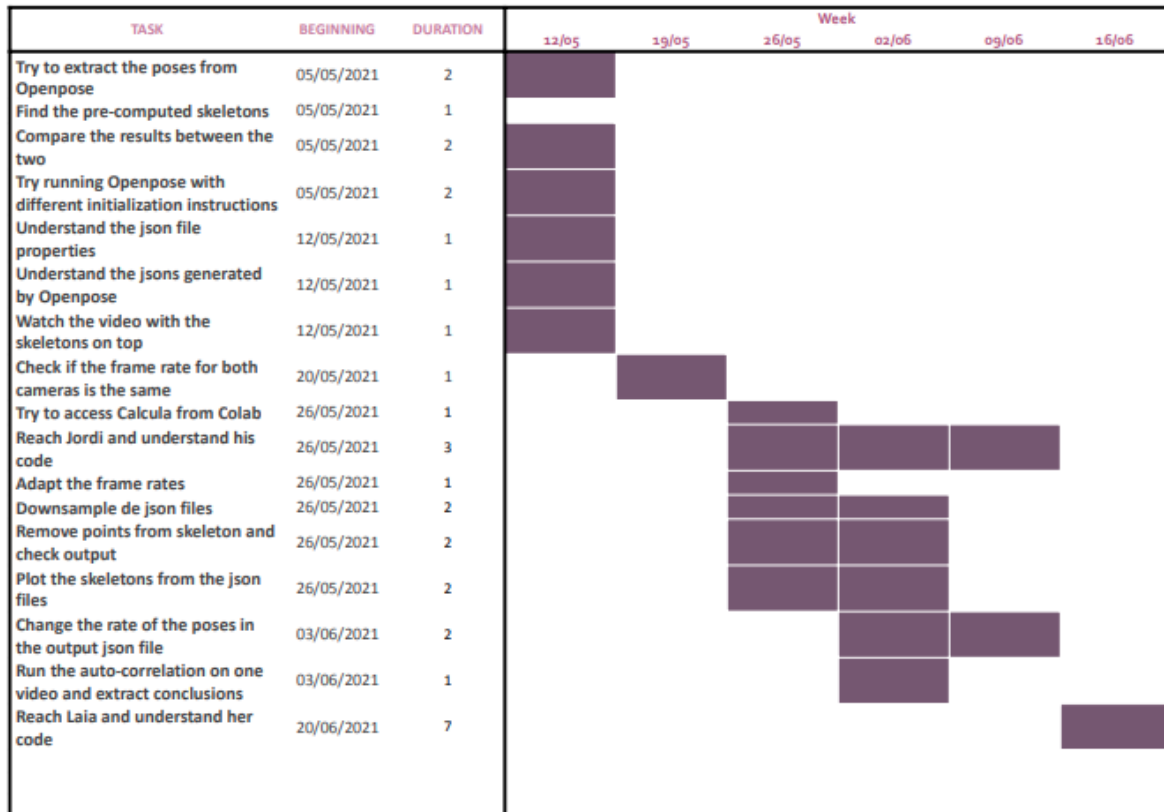 TASK BEGINNING DURATION Week
12/05 19/05 26/05 02/06 09/06 16/06
Try to extract the poses from
Openpose 05/05/2021 2
Find the pre-computed skeletons 05/05/2021 1
Compare the results between the
two 05/05/2021 2
Try running Openpose with
different initialization instructions 05/05/2021 2
Understand the json file
properties 12/05/2021 1
Understand the jsons generated
by Openpose 12/05/2021 1
Watch the video with the
skeletons on top 12/05/2021 1
Check if the frame rate for both
cameras is the same 20/05/2021 1
Try to access Calcula from Colab 26/05/2021 1
Reach Jordi and understand his
code 26/05/2021 3
Adapt the frame rates 26/05/2021 1
Downsample de json files 26/05/2021 2
Remove points from skeleton and
check output 26/05/2021 2
Plot the skeletons from the json
files 26/05/2021 2
Change the rate of the poses in
the output json file 03/06/2021 2
Run the auto-correlation on one
video and extract conclusions 03/06/2021 1
Reach Laia and understand her
code 20/06/2021 7